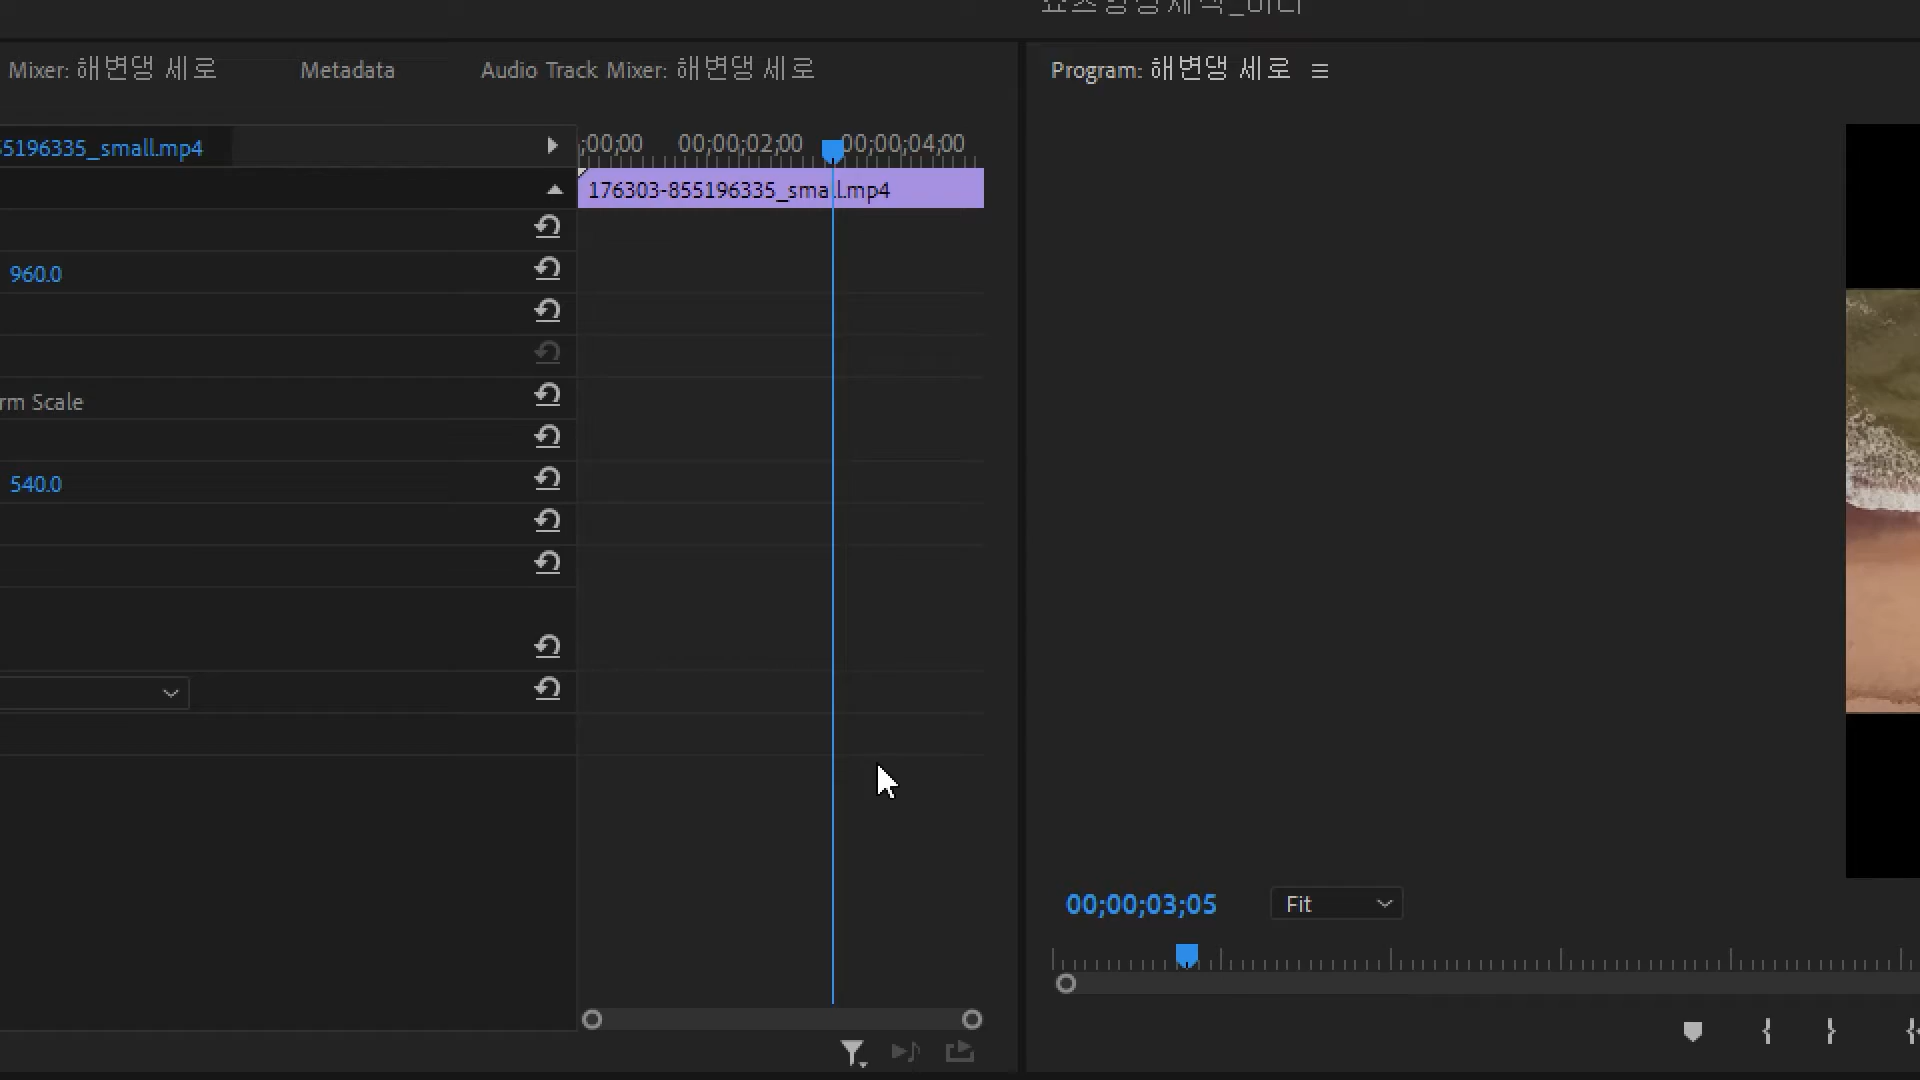 Mixer: 해변댕 세로
Metadata
Audio Track Mixer: 해변댕 세로
Program: 해변댕 세로
55196335_small.mp4
;00;00
00;00;02;00
00;00;04;00
176303-855196335_small.mp4
960.0
rm Scale
540.0
00;00;03;05
Fit